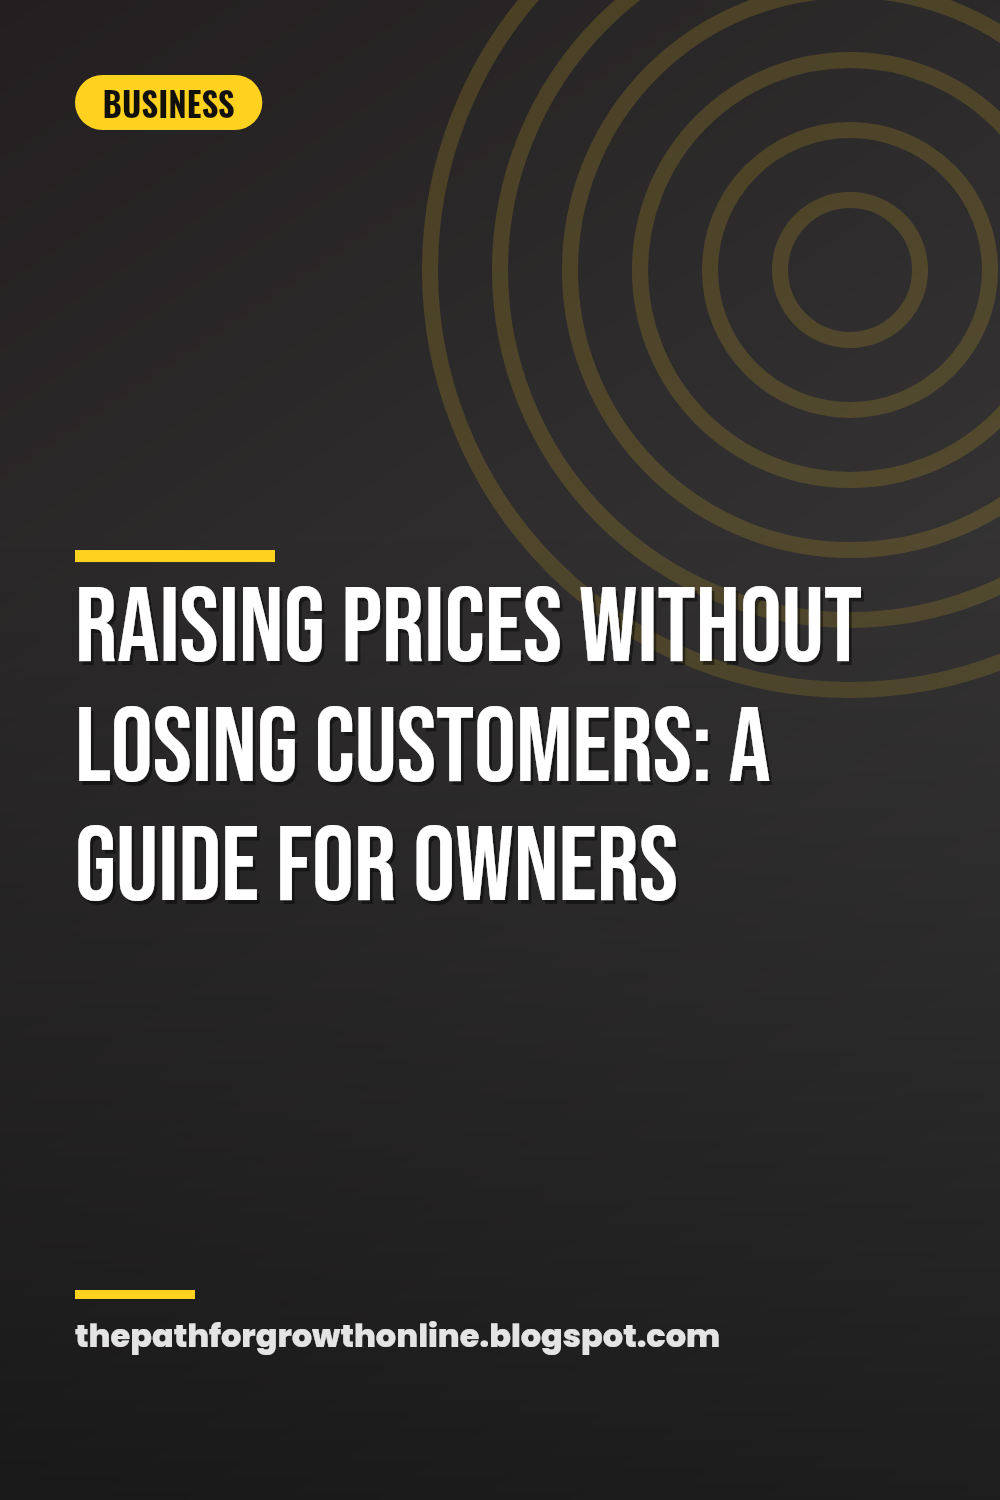 BUSINESS
RAISING PRICES WITHOUT
LOSING CUSTOMERS: A
GUIDE FOR OWNERS
thepathforgrowthonline.blogspot.com